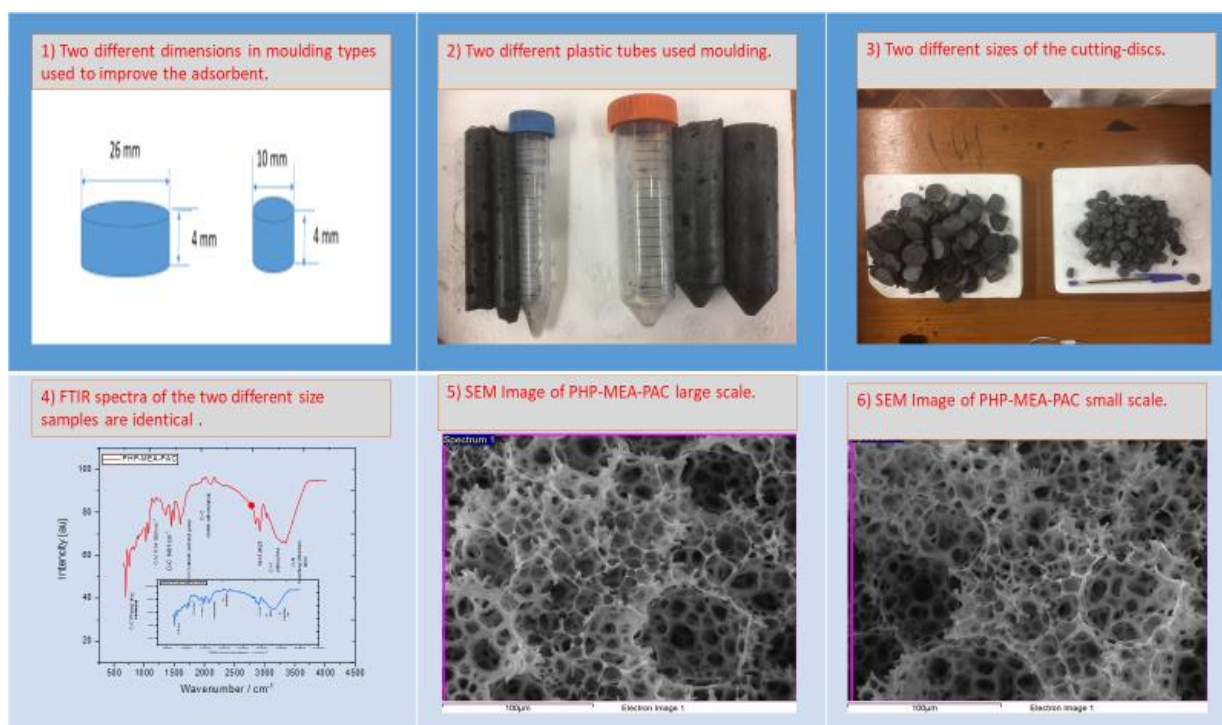 1) Two different dimensions in moulding types
used to improve the adsorbent.
26 mm
10 mm
4 mm
4 mm
2) Two different plastic tubes used moulding.
3) Two different sizes of the cutting-discs.
4) FTIR spectra of the two different size
samples are identical .
PHP-MEA-PAC
Intencity (au)
100
80
60
40
20
500 1000 1500 2000 2500 3000 3500 4000 4500
Wavenumber / cm⁻¹
5) SEM Image of PHP-MEA-PAC large scale.
Spectrum 1
100µm Electron Image 1
6) SEM Image of PHP-MEA-PAC small scale.
100µm Electron Image 1